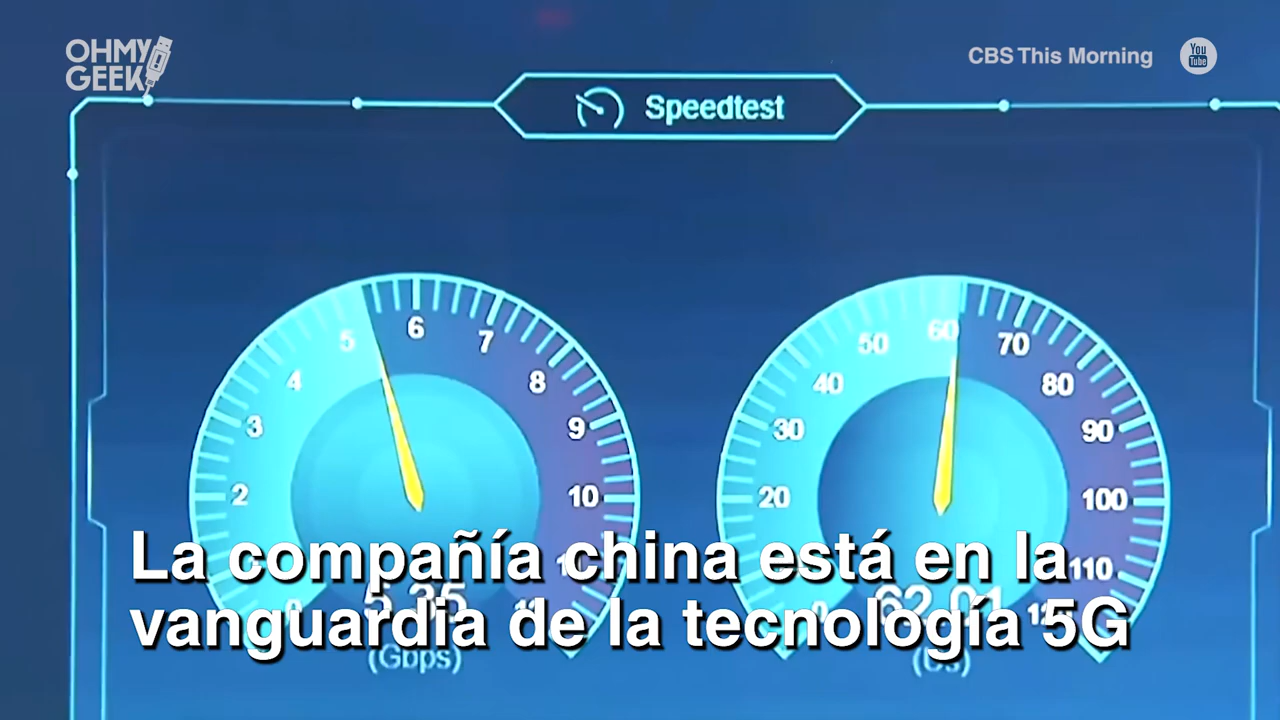 OHMY
GEEK
CBS This Morning
You
Tube
Speedtest
5 6 7
4 8
3 9
2 10
50 60 70
40 80
30 90
20 100
110
La compañía china está en la
vanguardia de la tecnología 5G
(Gbps)